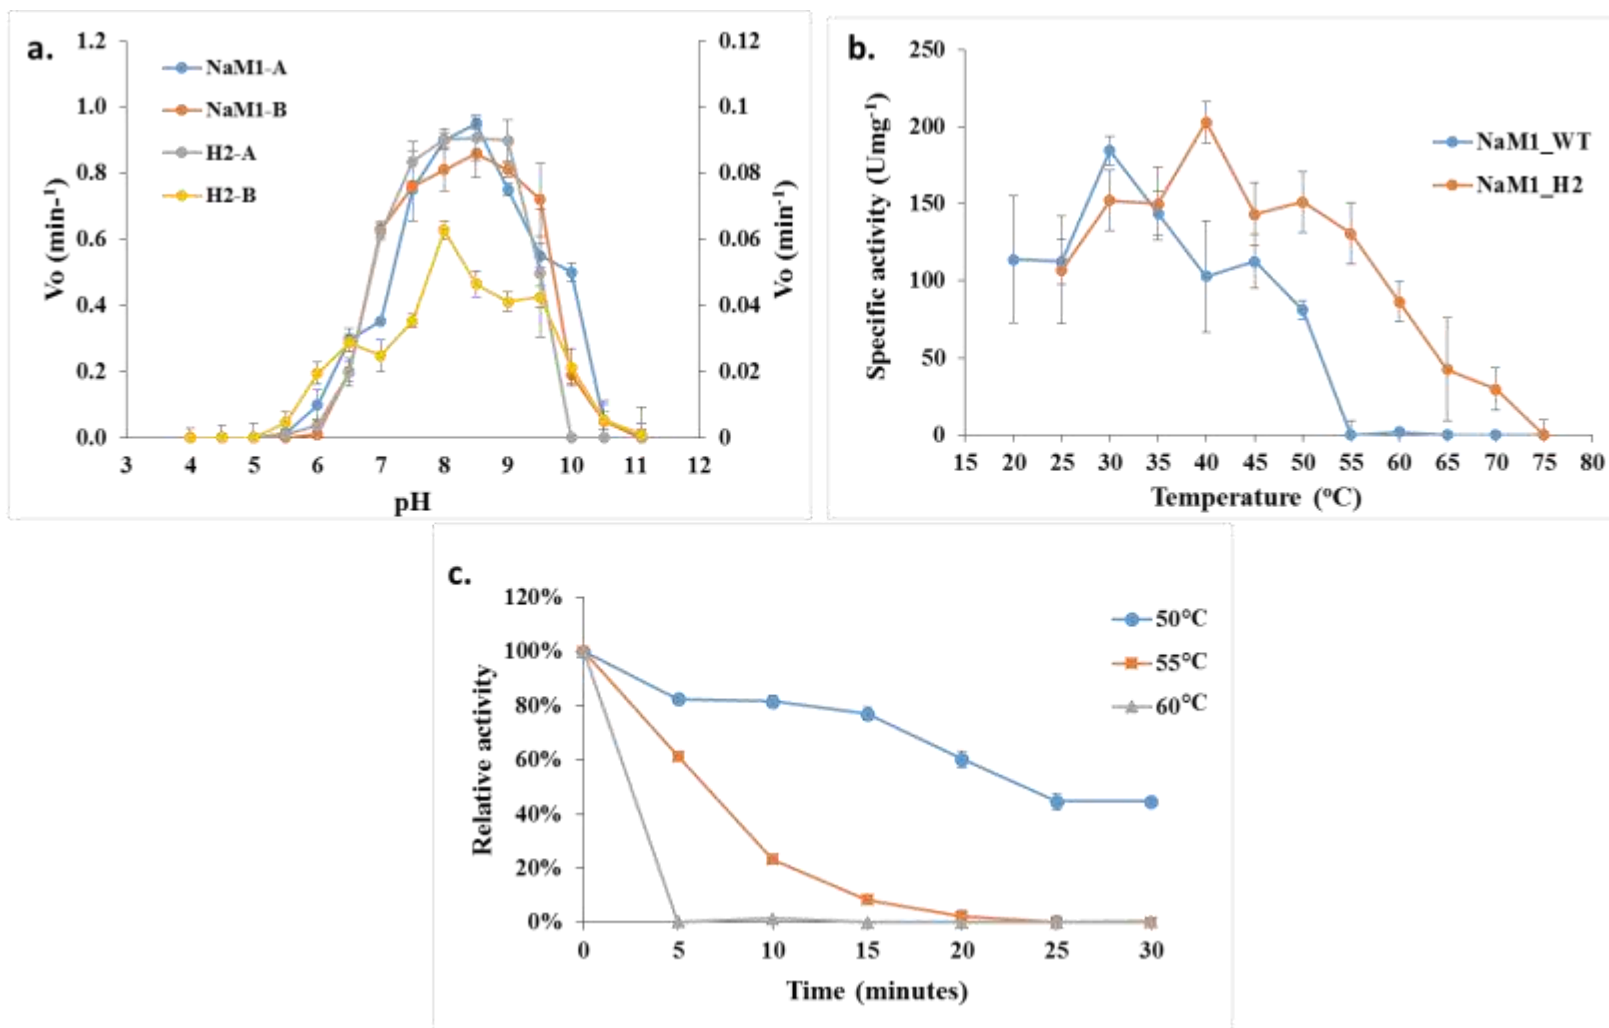 a.
1.2
1.0
0.8
0.6
0.4
0.2
0.0
Vo (min-¹)
NaM1-A
NaM1-B
H2-A
H2-B
0.12
0.1
0.08
0.06
0.04
0.02
0
Vo (min-¹)
3 4 5 6 7 8 9 10 11 12
pH
b.
250
200
150
100
50
0
Specific activity (Umg-¹)
NaM1_WT
NaM1_H2
15 20 25 30 35 40 45 50 55 60 65 70 75 80
Temperature (ºC)
c.
120%
100%
80%
60%
40%
20%
0%
Relative activity
50°C
55°C
60°C
0 5 10 15 20 25 30
Time (minutes)